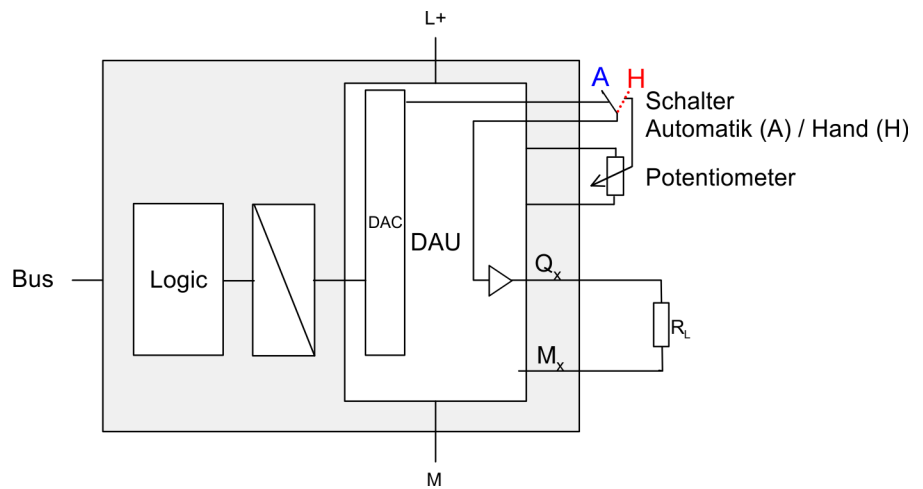 L+
A H
Schalter
Automatik (A) / Hand (H)
Potentiometer
DAC
DAU
Bus
Logic
Qx
RL
Mx
M